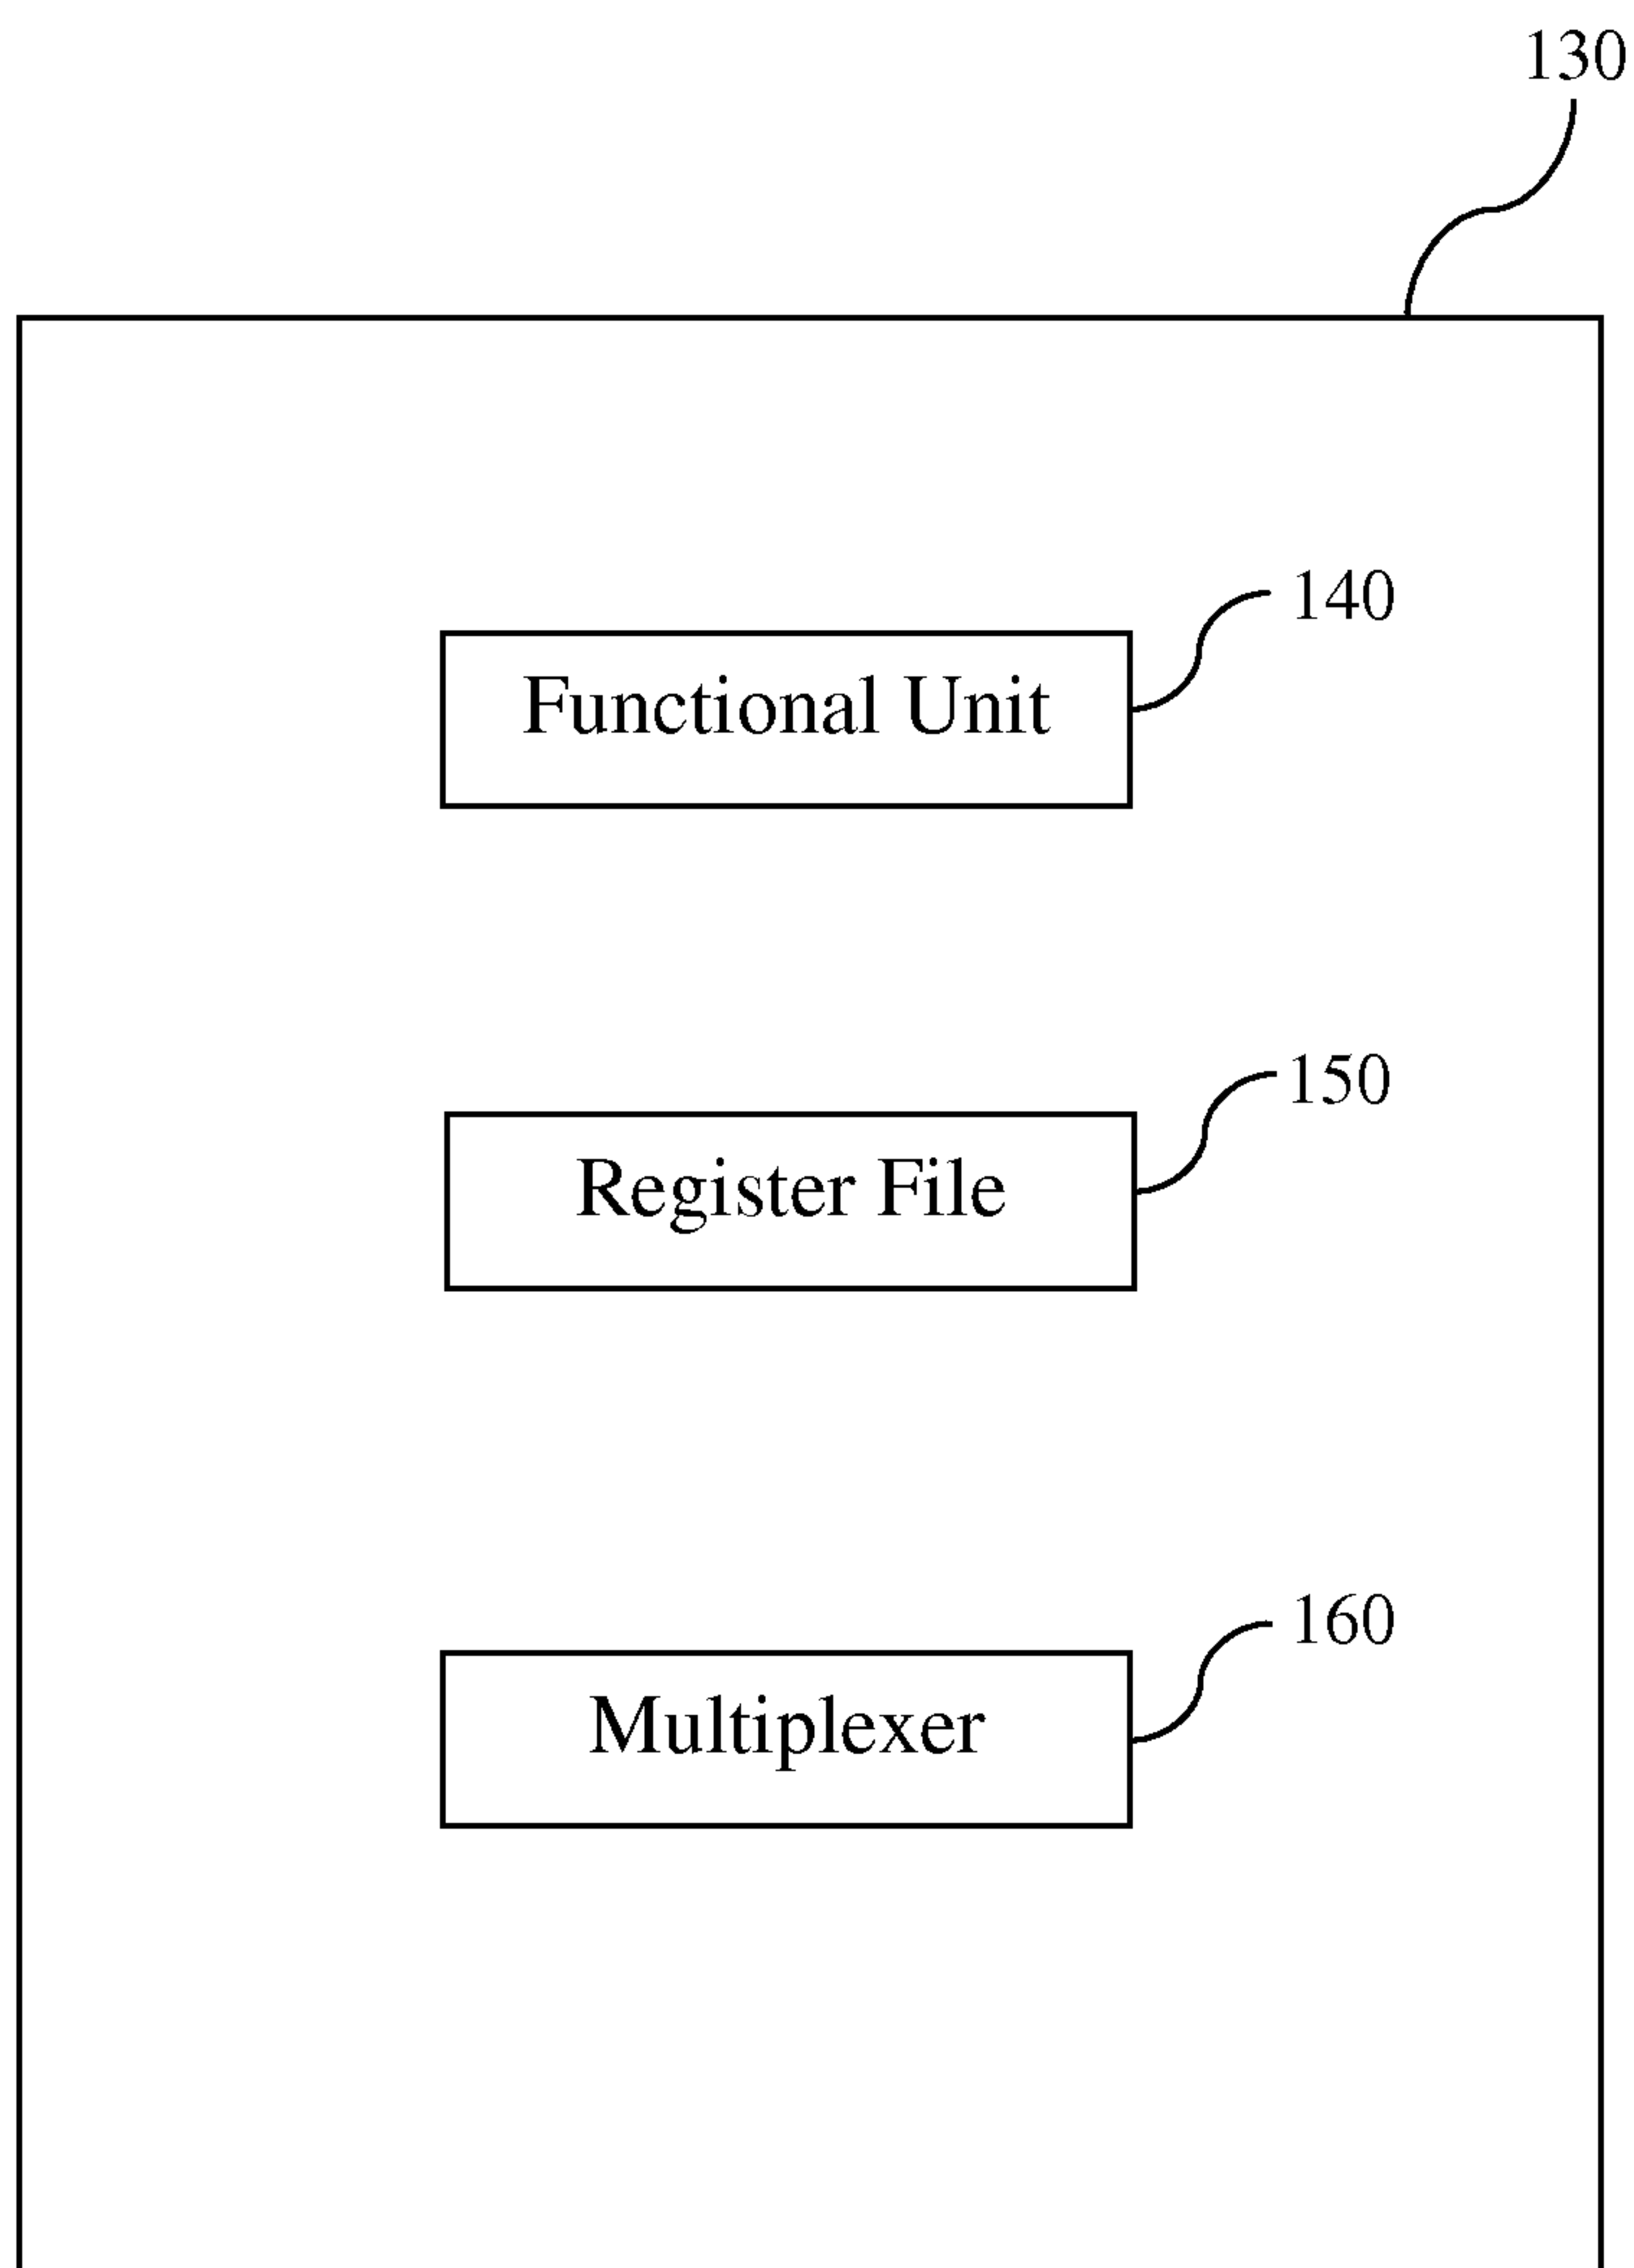 130
140
Functional Unit
150
Register File
160
Multiplexer